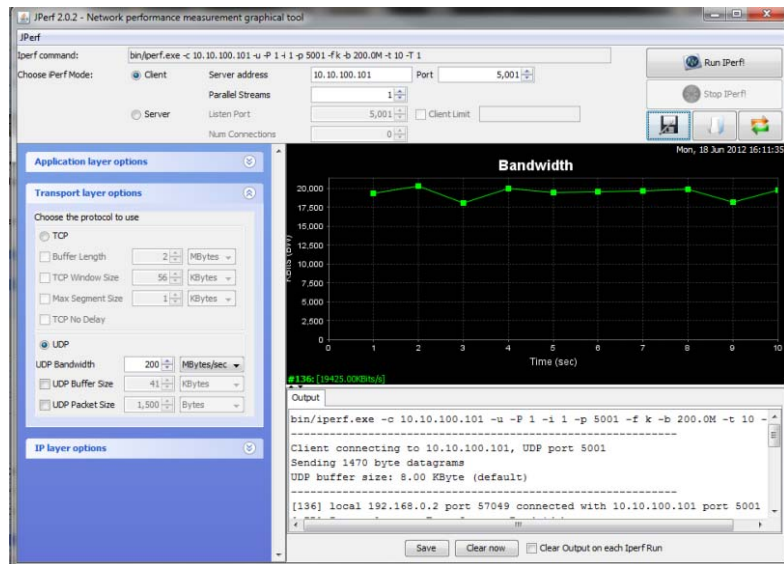 JPerf 2.0.2 - Network performance measurement graphical tool
JPerf
Iperf command: bin/iperf.exe -c 10.10.100.101 -u -P 1 -i 1 -p 5001 -f k -b 200.0M -t 10 -T 1
Choose iPerf Mode: Client Server address 10.10.100.101 Port 5,001
Parallel Streams 1
Server Listen Port 5,001 Client Limit
Num Connections 0
Run IPerf!
Stop IPerf!
Application layer options
Transport layer options
Choose the protocol to use
TCP
Buffer Length 2 MBytes
TCP Window Size 56 KBytes
Max Segment Size 1 KBytes
TCP No Delay
UDP
UDP Bandwidth 200 MBytes/sec
UDP Buffer Size 41 KBytes
UDP Packet Size 1,500 Bytes
IP layer options
Mon, 18 Jun 2012 16:11:35
Bandwidth
20,000
17,500
15,000
12,500
10,000
7,500
5,000
2,500
0
KBits (BW)
0 1 2 3 4 5 6 7 8 9 10
Time (sec)
#136: [19425.00KBits/s]
Output
bin/iperf.exe -c 10.10.100.101 -u -P 1 -i 1 -p 5001 -f k -b 200.0M -t 10 -
------------------------------------------------------------
Client connecting to 10.10.100.101, UDP port 5001
Sending 1470 byte datagrams
UDP buffer size: 8.00 KByte (default)
------------------------------------------------------------
[136] local 192.168.0.2 port 57049 connected with 10.10.100.101 port 5001
Save Clear now Clear Output on each Iperf Run